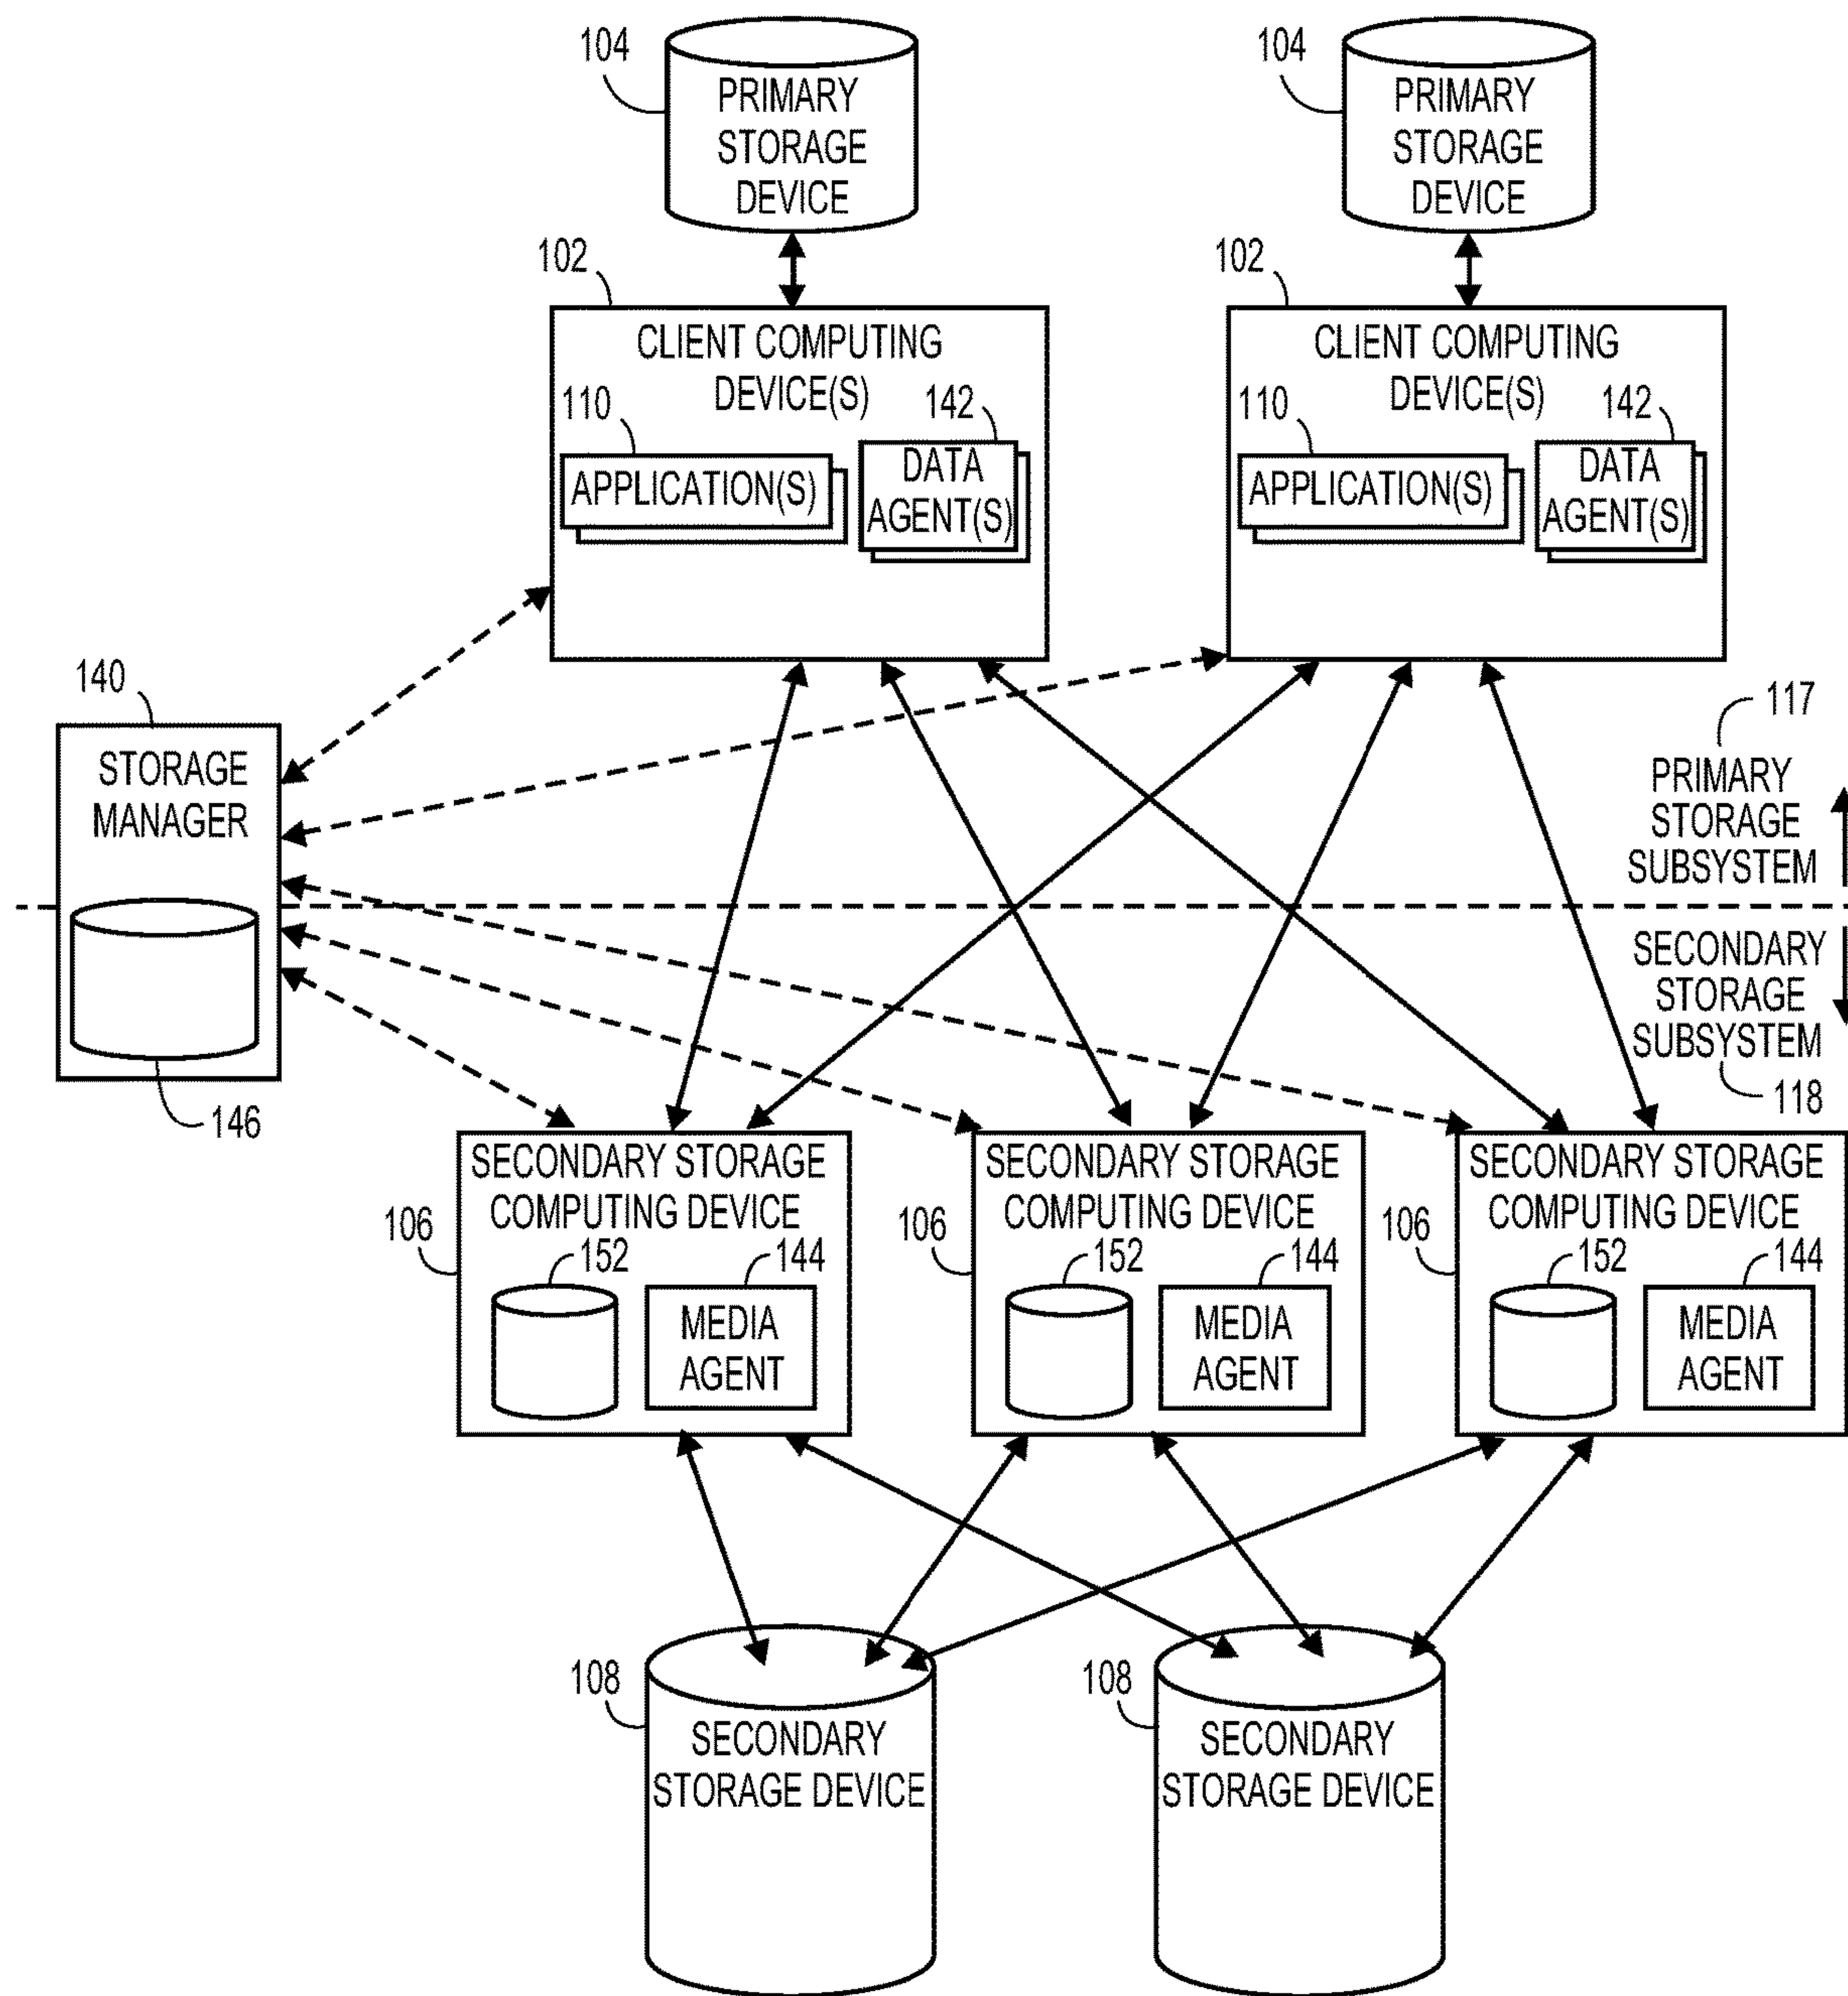 104
PRIMARY
STORAGE
DEVICE
104
PRIMARY
STORAGE
DEVICE
102
CLIENT COMPUTING
DEVICE(S)
110
142
APPLICATION(S)
DATA
AGENT(S)
102
CLIENT COMPUTING
DEVICE(S)
110
142
APPLICATION(S)
DATA
AGENT(S)
140
STORAGE
MANAGER
146
117
PRIMARY
STORAGE
SUBSYSTEM
SECONDARY
STORAGE
SUBSYSTEM
118
SECONDARY STORAGE
COMPUTING DEVICE
106
152
144
MEDIA
AGENT
SECONDARY STORAGE
COMPUTING DEVICE
106
152
144
MEDIA
AGENT
SECONDARY STORAGE
COMPUTING DEVICE
106
152
144
MEDIA
AGENT
108
SECONDARY
STORAGE DEVICE
108
SECONDARY
STORAGE DEVICE